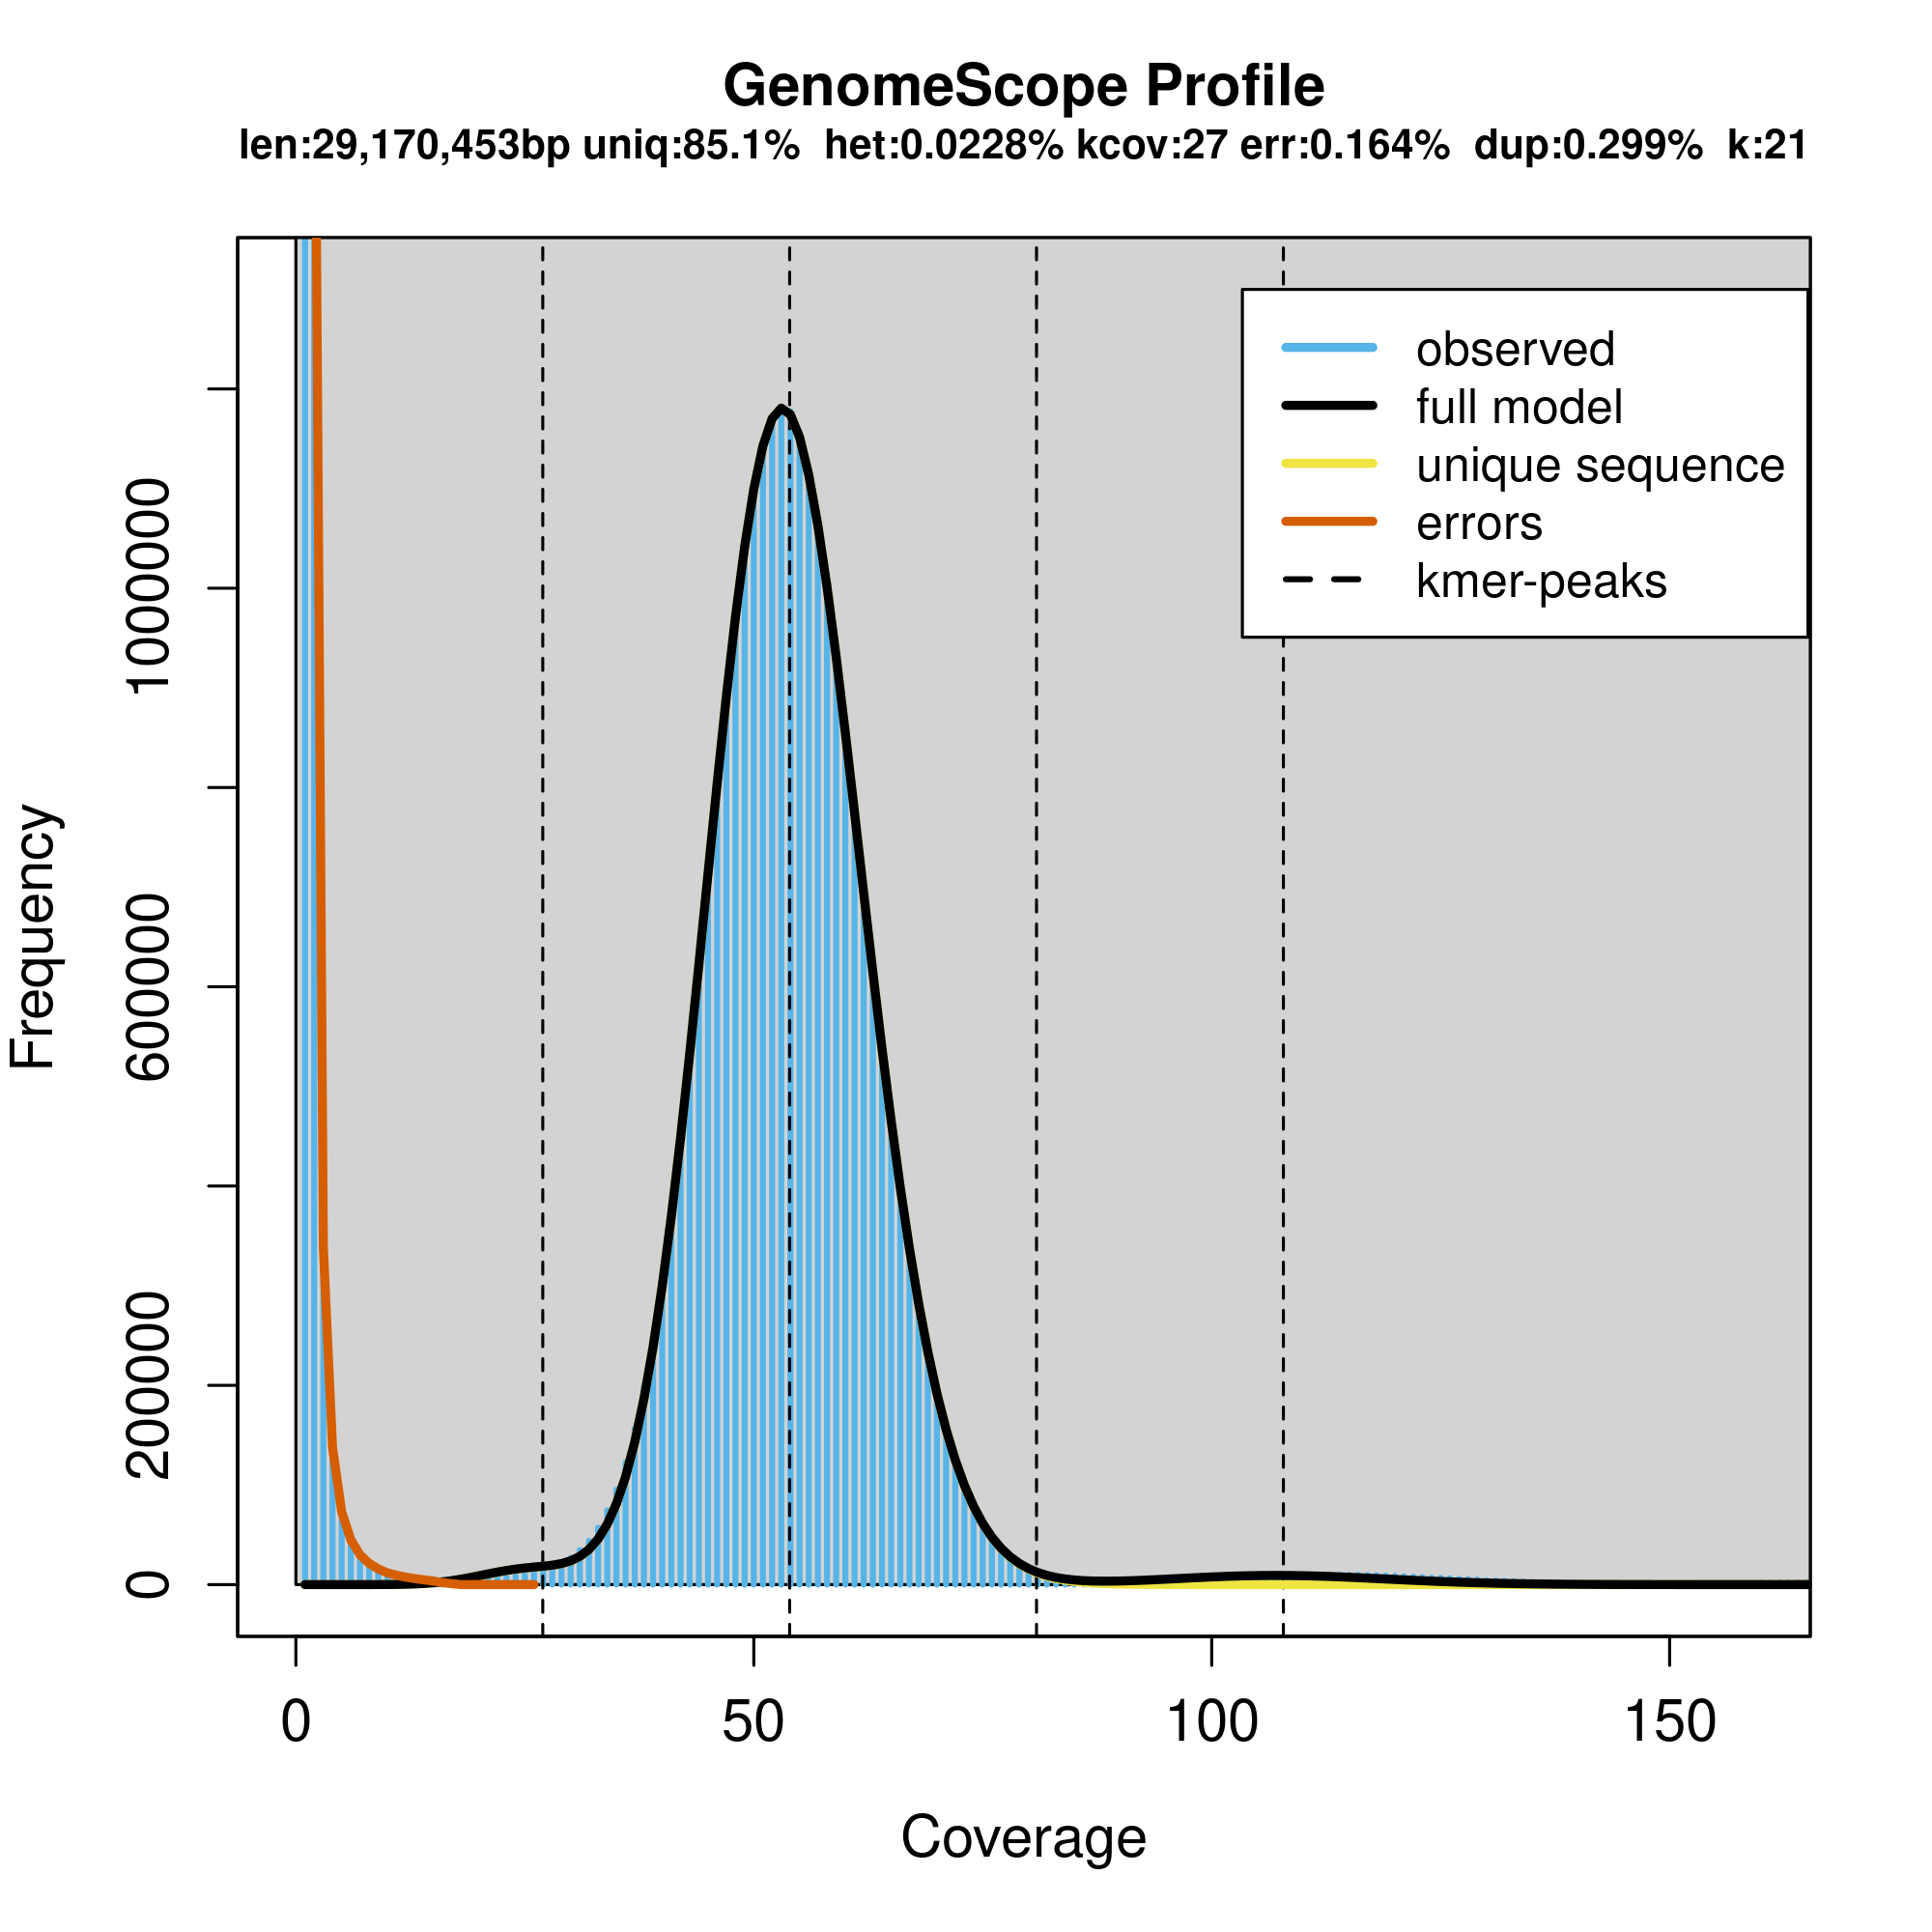 GenomeScope Profile
len:29,170,453bp uniq:85.1% het:0.0228% kcov:27 err:0.164% dup:0.299% k:21
observed
full model
unique sequence
errors
kmer-peaks
Frequency
1000000
600000
200000
0
0 50 100 150
Coverage